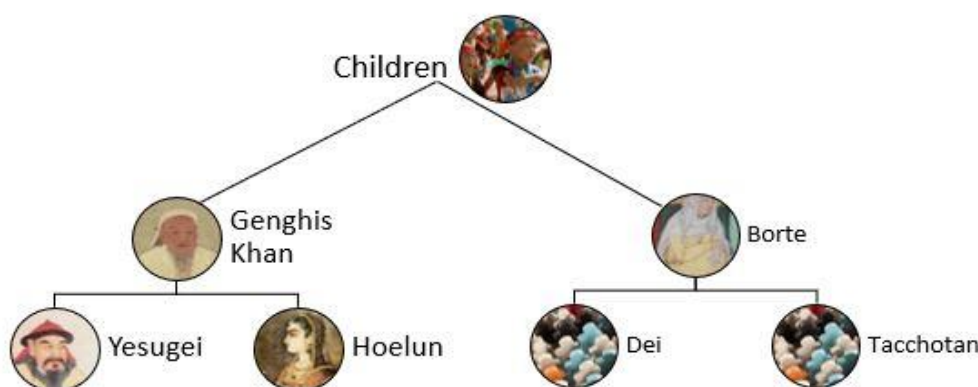 Children
Genghis
Khan
Borte
Yesugei
Hoelun
Dei
Tacchotan